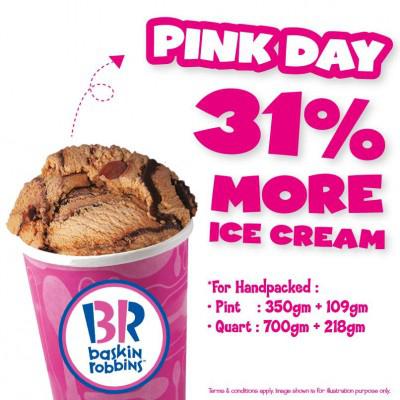 PINK DAY
31%
MORE
ICE CREAM
*For Handpacked :
• Pint : 350gm + 109gm
• Quart : 700gm + 218gm
BR
baskin
robbins
Terms & conditions apply. Image shown is for illustration purpose only.